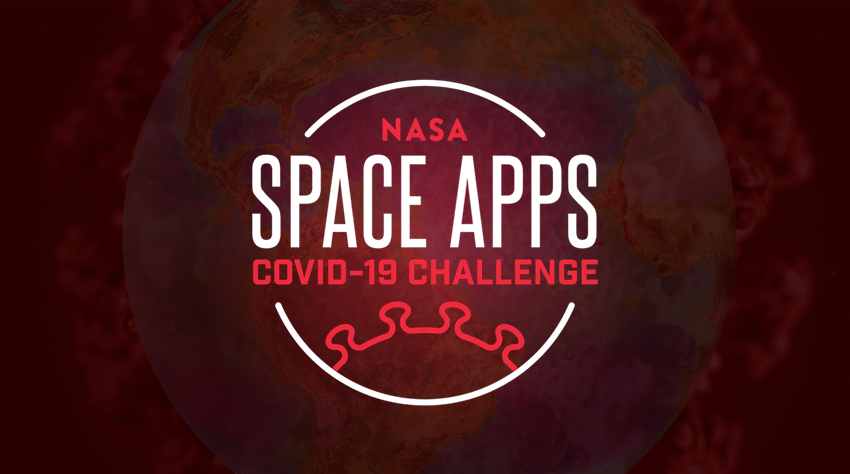 NASA
SPACE APPS
COVID-19 CHALLENGE